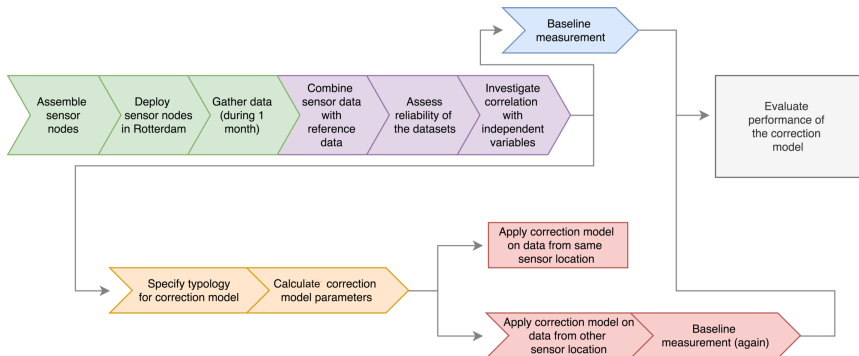 Baseline
measurement
Assemble
sensor
nodes
Deploy
sensor nodes
in Rotterdam
Gather data
(during 1
month)
Combine
sensor data
with
reference
data
Assess
reliability of
the datasets
Investigate
correlation with
independent
variables
Evaluate
performance of
the correction
model
Apply correction model
on data from same
sensor location
Specify typology
for correction model
Calculate correction
model parameters
Apply correction model on
data from other
sensor location
Baseline
measurement (again)